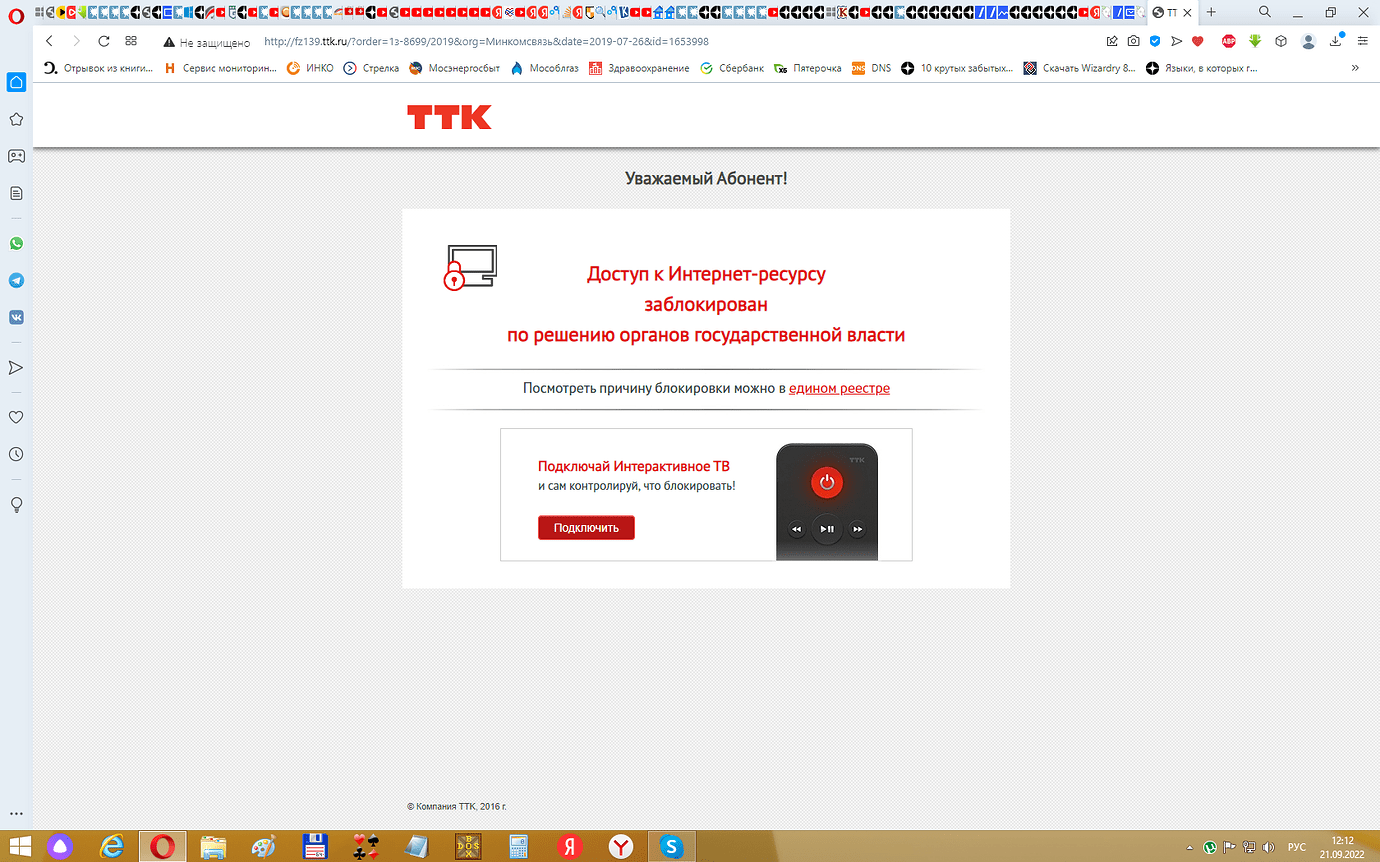 TT
Не защищено
http://fz139.ttk.ru/?order=1з-8699/2019&org=Минкомсвязь&date=2019-07-26&id=1653998
ABP
Отрывок из книги...
Сервис мониторин...
ИНКО
Стрелка
Мосэнергосбыт
Мособлгаз
Здравоохранение
Сбербанк
Пятерочка
DNS
DNS
10 крутых забытых...
Скачать Wizardry 8...
Языки, в которых г...
»
ТТК
Уважаемый Абонент!
Доступ к Интернет-ресурсу
заблокирован
по решению органов государственной власти
Посмотреть причину блокировки можно в едином реестре
Подключай Интерактивное ТВ
и сам контролируй, что блокировать!
Подключить
ТТК
© Компания ТТК, 2016 г.
РУС
12:12
21.09.2022